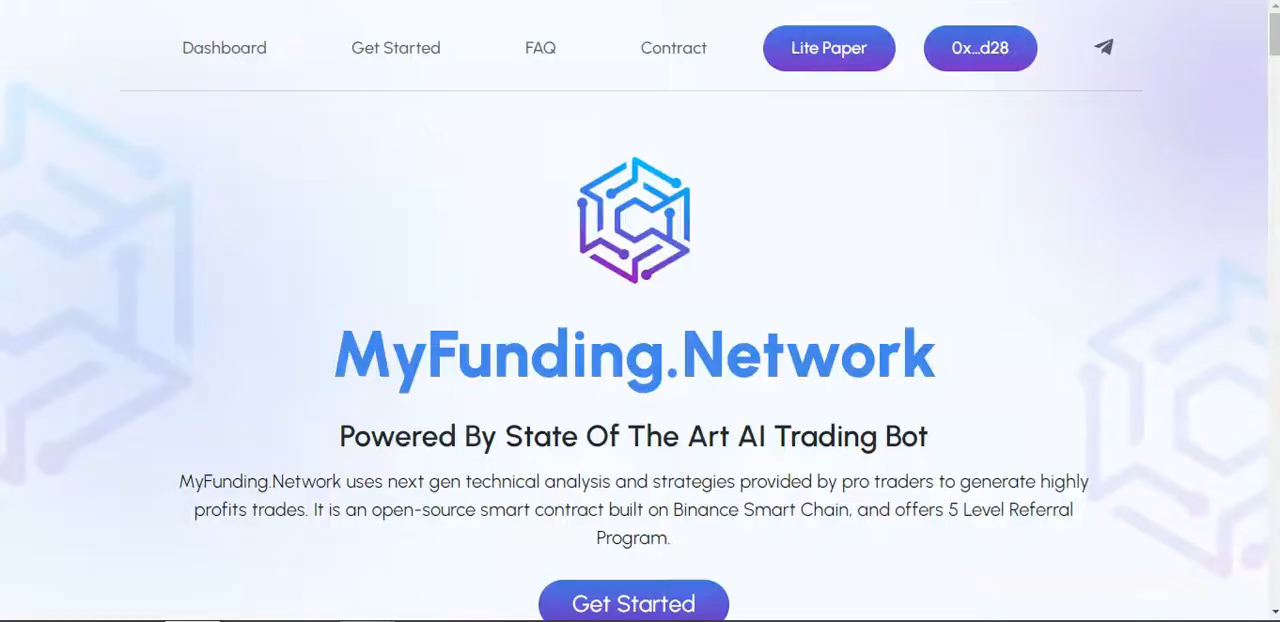 Dashboard Get Started FAQ Contract Lite Paper 0x...d28
MyFunding.Network
Powered By State Of The Art AI Trading Bot
MyFunding.Network uses next gen technical analysis and strategies provided by pro traders to generate highly
profits trades. It is an open-source smart contract built on Binance Smart Chain, and offers 5 Level Referral
Program.
Get Started